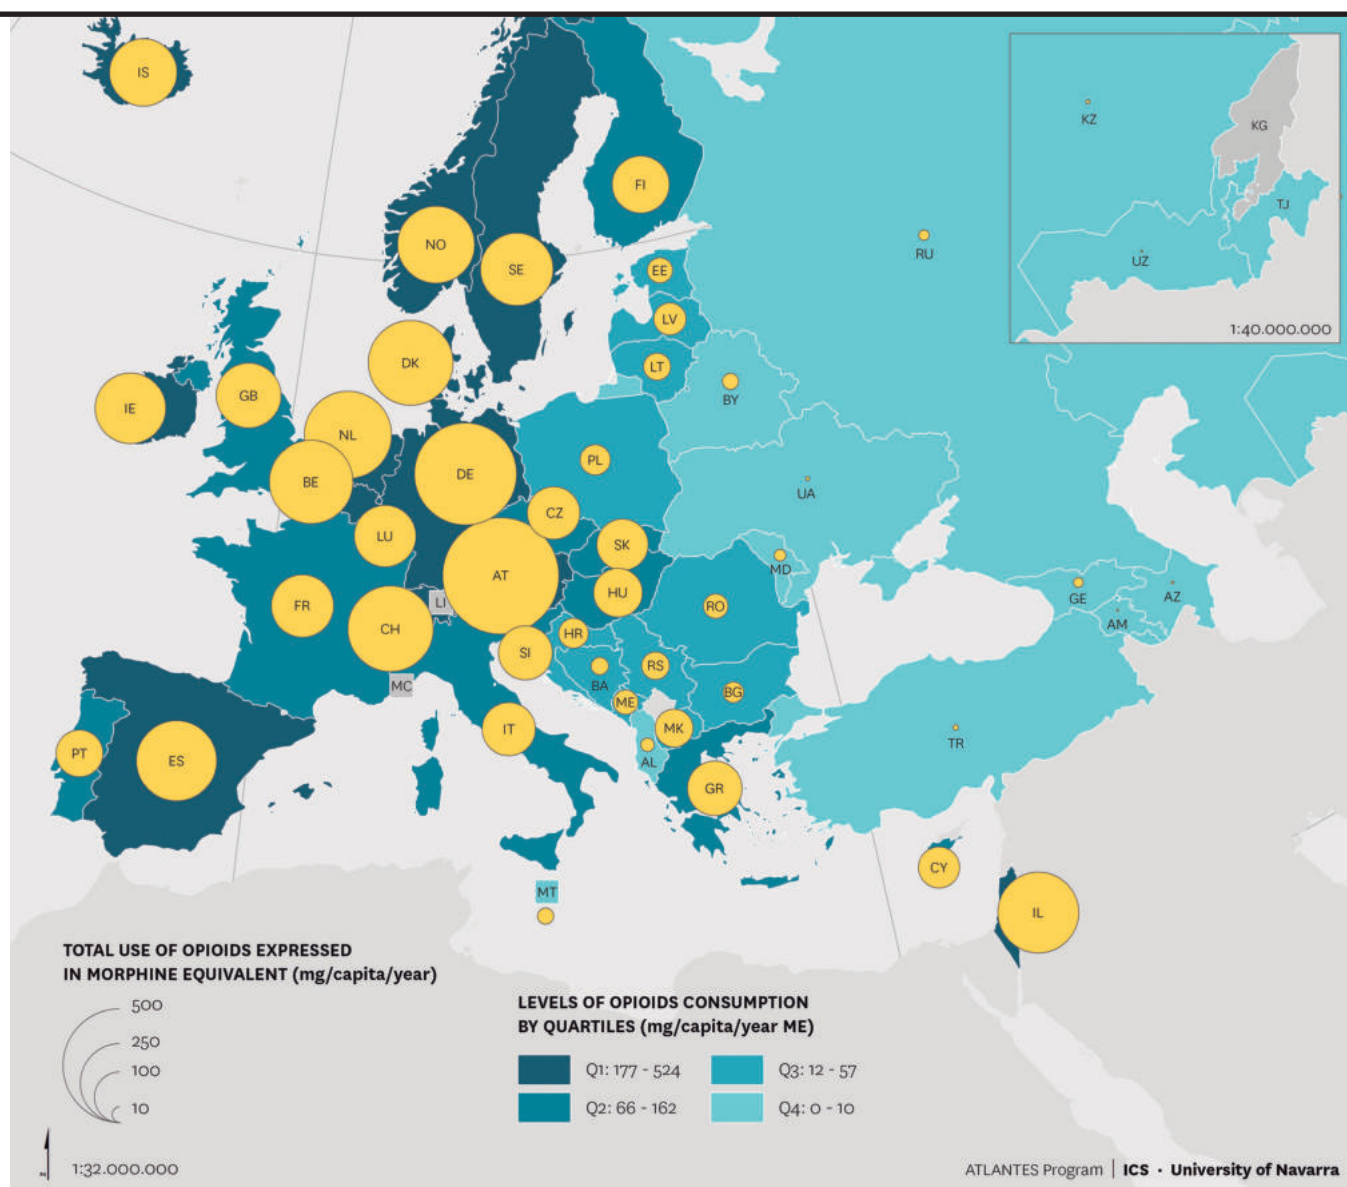 IS
KZ
KG
TJ
UZ
1:40.000.000
FI
NO
SE
RU
EE
LV
LT
DK
BY
IE
GB
NL
BE
DE
PL
UA
CZ
LU
SK
AT
HU
MD
FR
LI
CH
RO
GE
AZ
AM
HR
SI
RS
BA
MC
ME
BG
MK
IT
AL
TR
PT
ES
GR
CY
MT
IL
TOTAL USE OF OPIOIDS EXPRESSED
IN MORPHINE EQUIVALENT (mg/capita/year)
500
250
100
10
1:32.000.000
LEVELS OF OPIOIDS CONSUMPTION
BY QUARTILES (mg/capita/year ME)
Q1: 177 - 524
Q3: 12 - 57
Q2: 66 - 162
Q4: 0 - 10
ATLANTES Program | ICS · University of Navarra